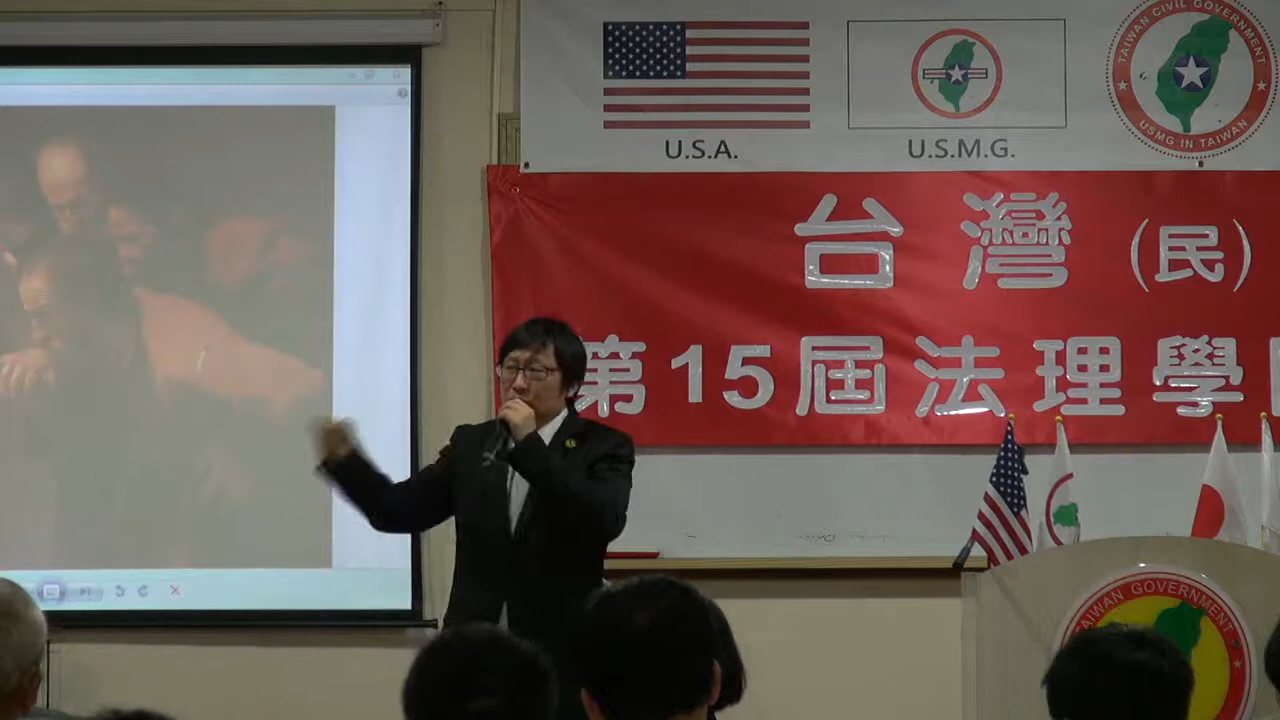 U.S.A.
U.S.M.G.
TAIWAN CIVIL GOVERNMENT
USMG IN TAIWAN
台灣(民)
第15屆法理學
TAIWAN GOVERNMENT